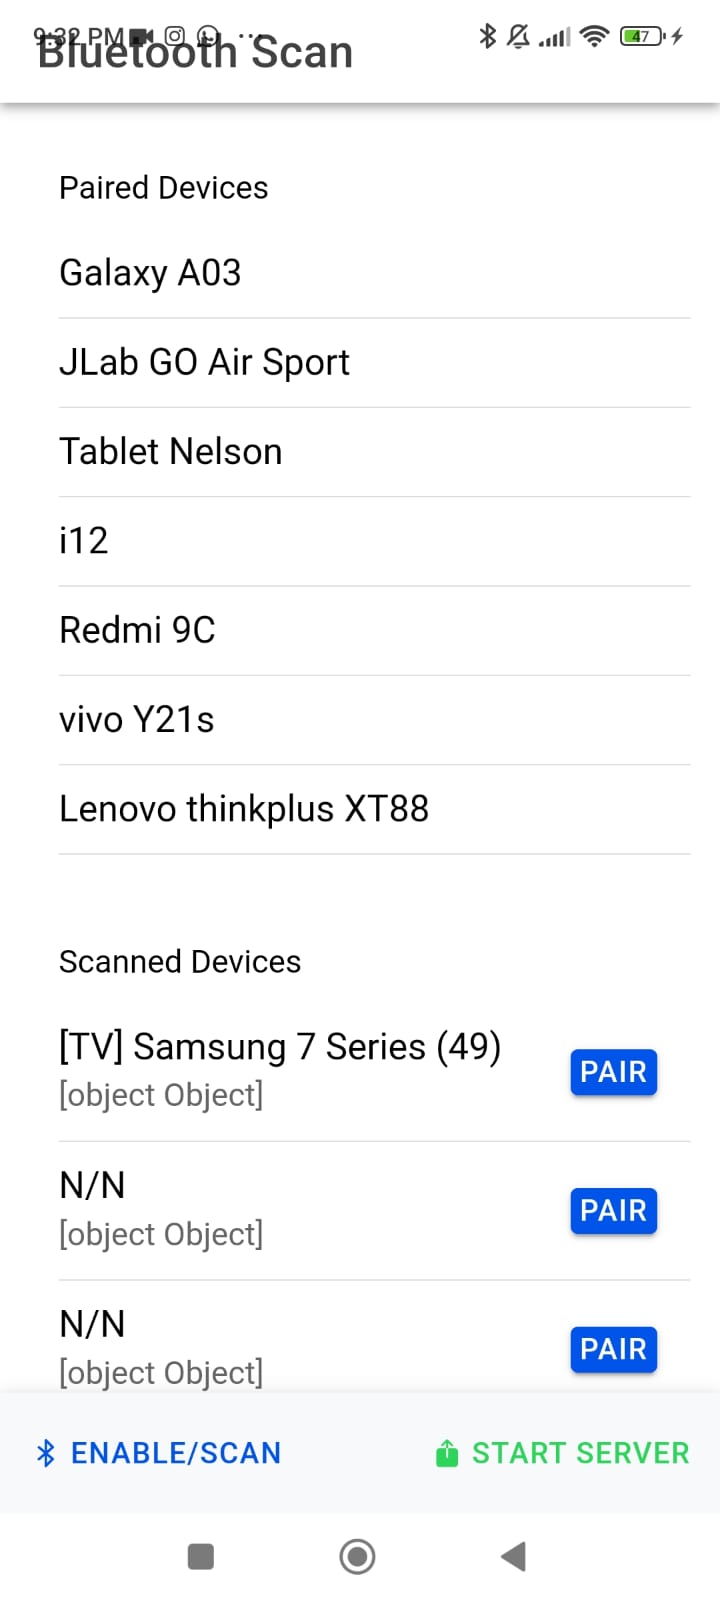 9:32 PM
Bluetooth Scan
47
Paired Devices
Galaxy A03
JLab GO Air Sport
Tablet Nelson
i12
Redmi 9C
vivo Y21s
Lenovo thinkplus XT88
Scanned Devices
[TV] Samsung 7 Series (49)
[object Object]
PAIR
N/N
[object Object]
PAIR
N/N
[object Object]
PAIR
ENABLE/SCAN
START SERVER